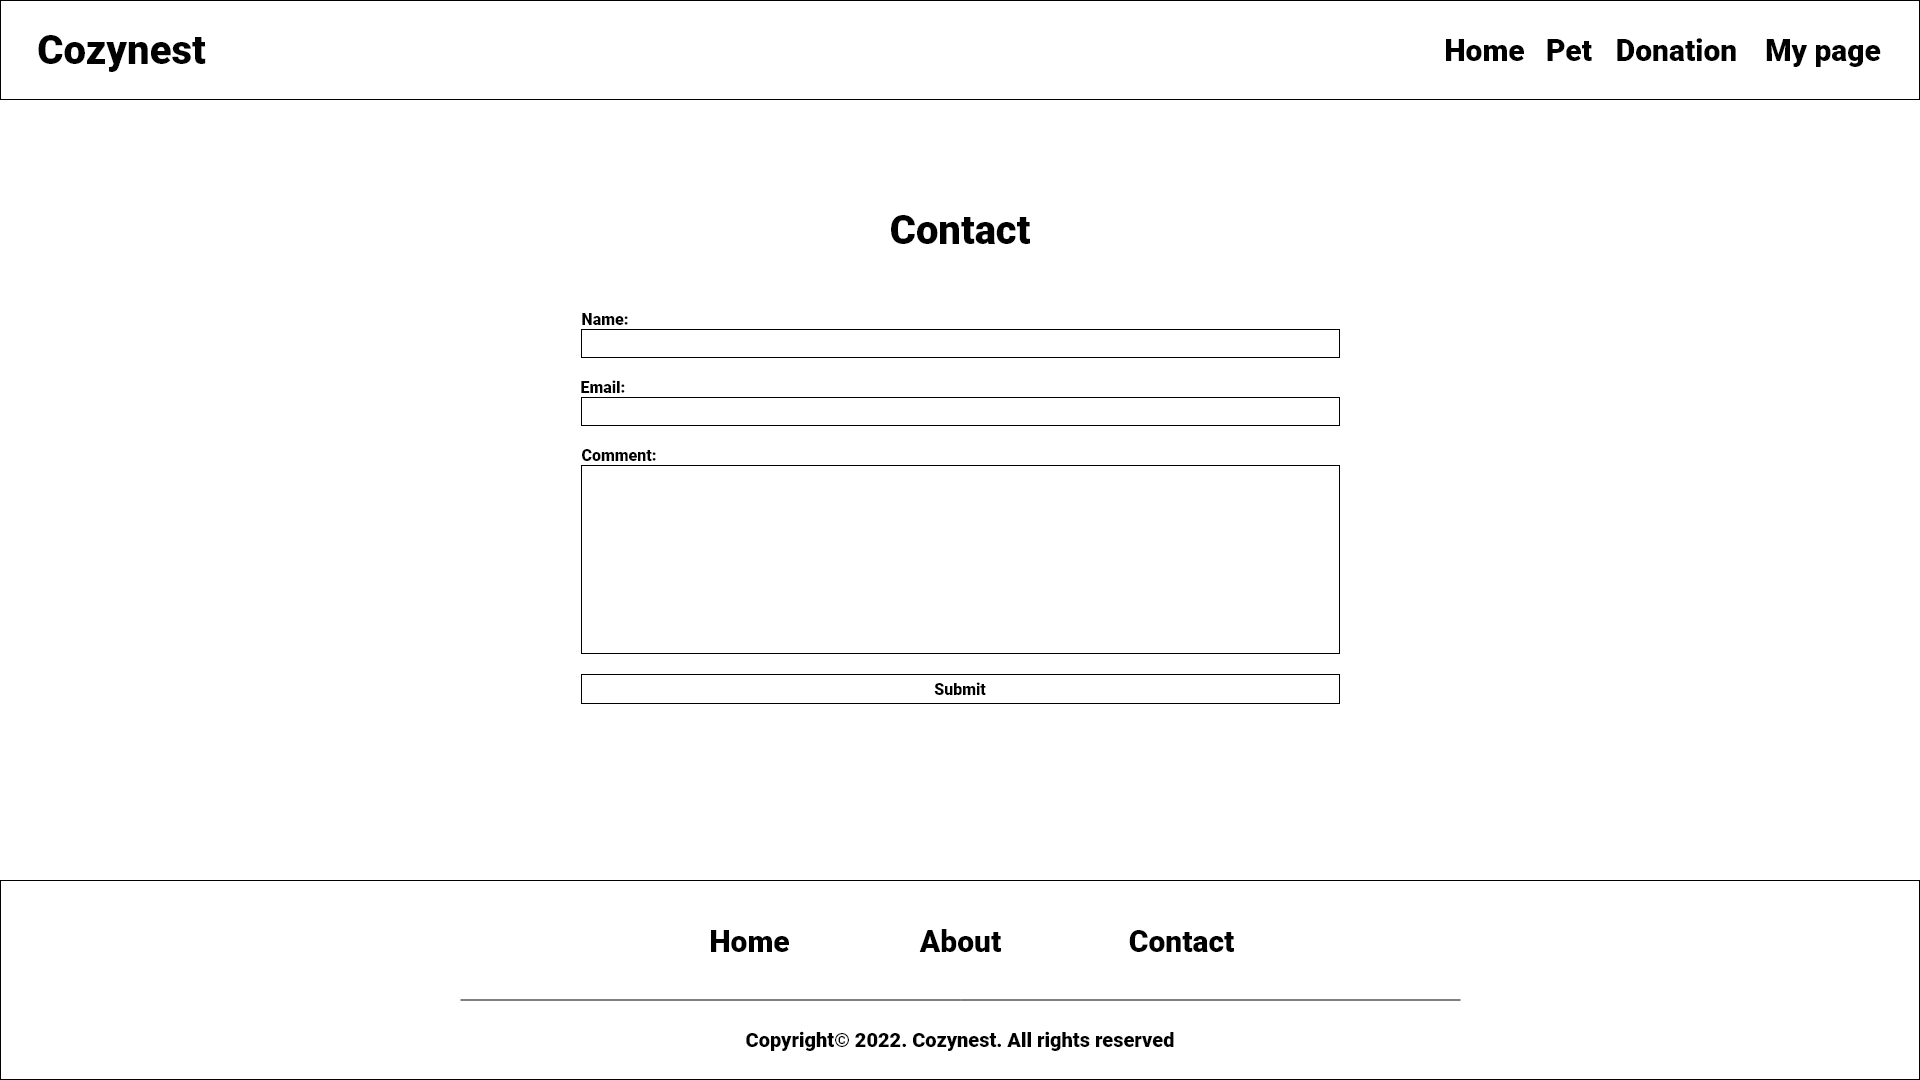 Cozynest Home Pet Donation My page
Contact
Name:
Email:
Comment:
Submit
Home About Contact
Copyright© 2022. Cozynest. All rights reserved